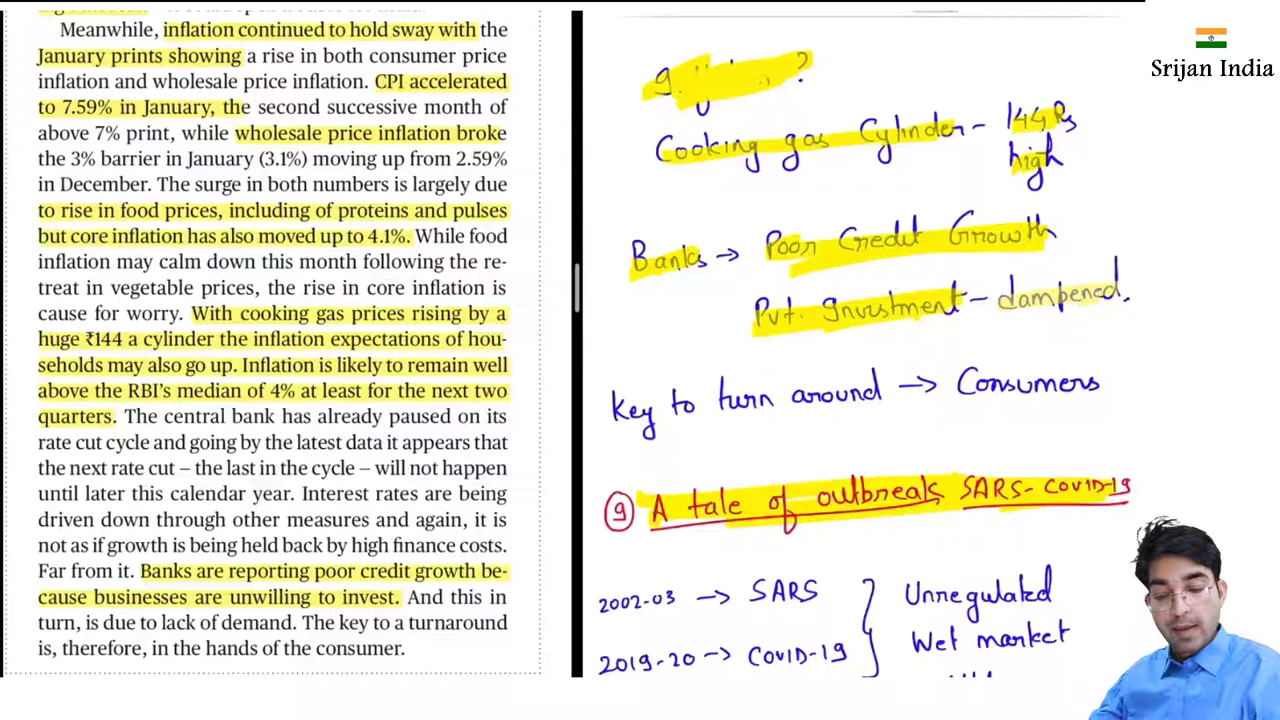 Meanwhile, inflation continued to hold sway with the
January prints showing a rise in both consumer price
inflation and wholesale price inflation. CPI accelerated
to 7.59% in January, the second successive month of
above 7% print, while wholesale price inflation broke
the 3% barrier in January (3.1%) moving up from 2.59%
in December. The surge in both numbers is largely due
to rise in food prices, including of proteins and pulses
but core inflation has also moved up to 4.1%. While food
inflation may calm down this month following the re-
treat in vegetable prices, the rise in core inflation is
cause for worry. With cooking gas prices rising by a
huge ₹144 a cylinder the inflation expectations of hou-
seholds may also go up. Inflation is likely to remain well
above the RBI’s median of 4% at least for the next two
quarters. The central bank has already paused on its
rate cut cycle and going by the latest data it appears that
the next rate cut – the last in the cycle – will not happen
until later this calendar year. Interest rates are being
driven down through other measures and again, it is
not as if growth is being held back by high finance costs.
Far from it. Banks are reporting poor credit growth be-
cause businesses are unwilling to invest. And this in
turn, is due to lack of demand. The key to a turnaround
is, therefore, in the hands of the consumer.
Cooking gas Cylinder - 144 Rs
high
Banks → Poor Credit Growth
Pvt. Investment - dampened.
Key to turn around → Consumers
9 A tale of outbreaks SARS-COVID-19
2002-03 → SARS
Unregulated
2019-20 → COVID-19
Wet market
Srijan India